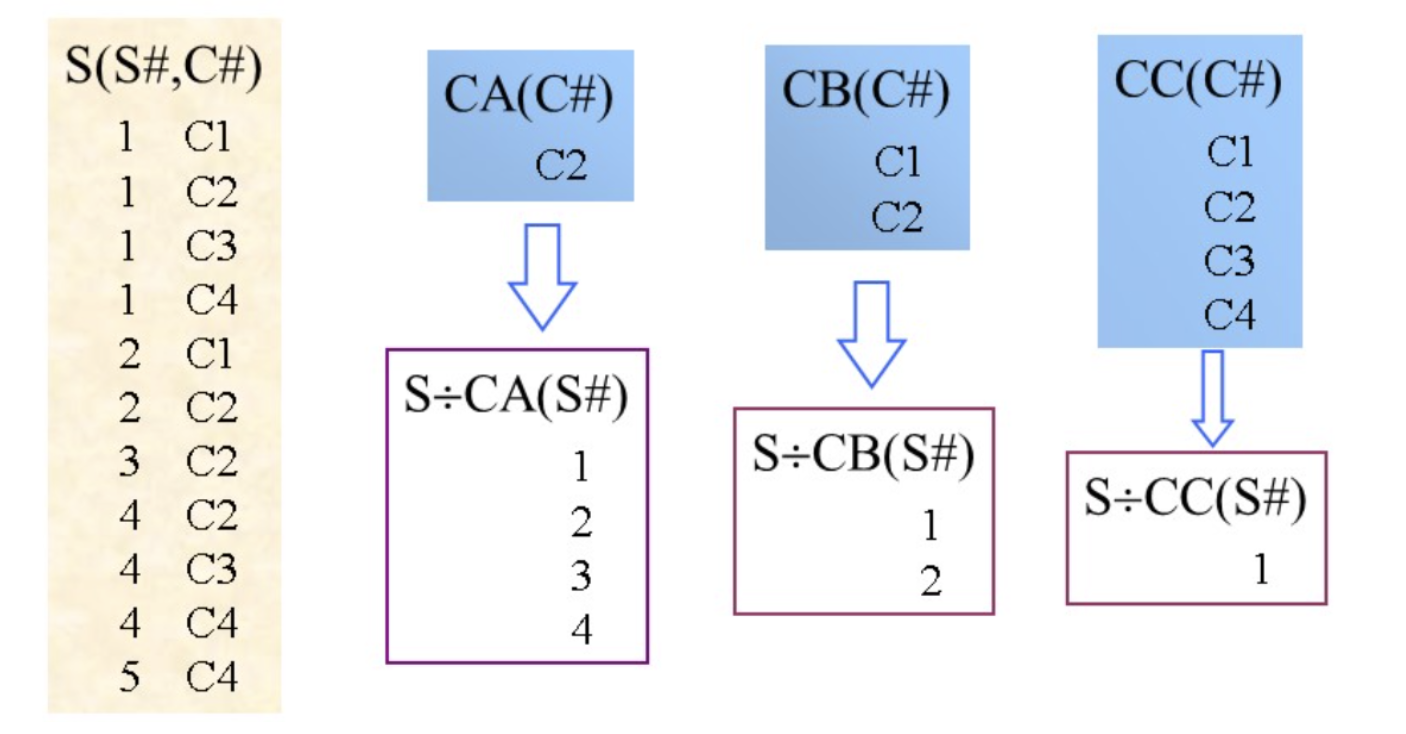 S(S#,C#)
1 C1
1 C2
1 C3
1 C4
2 C1
2 C2
3 C2
4 C2
4 C3
4 C4
5 C4
CA(C#)
C2
S÷CA(S#)
1
2
3
4
CB(C#)
C1
C2
S÷CB(S#)
1
2
CC(C#)
C1
C2
C3
C4
S÷CC(S#)
1